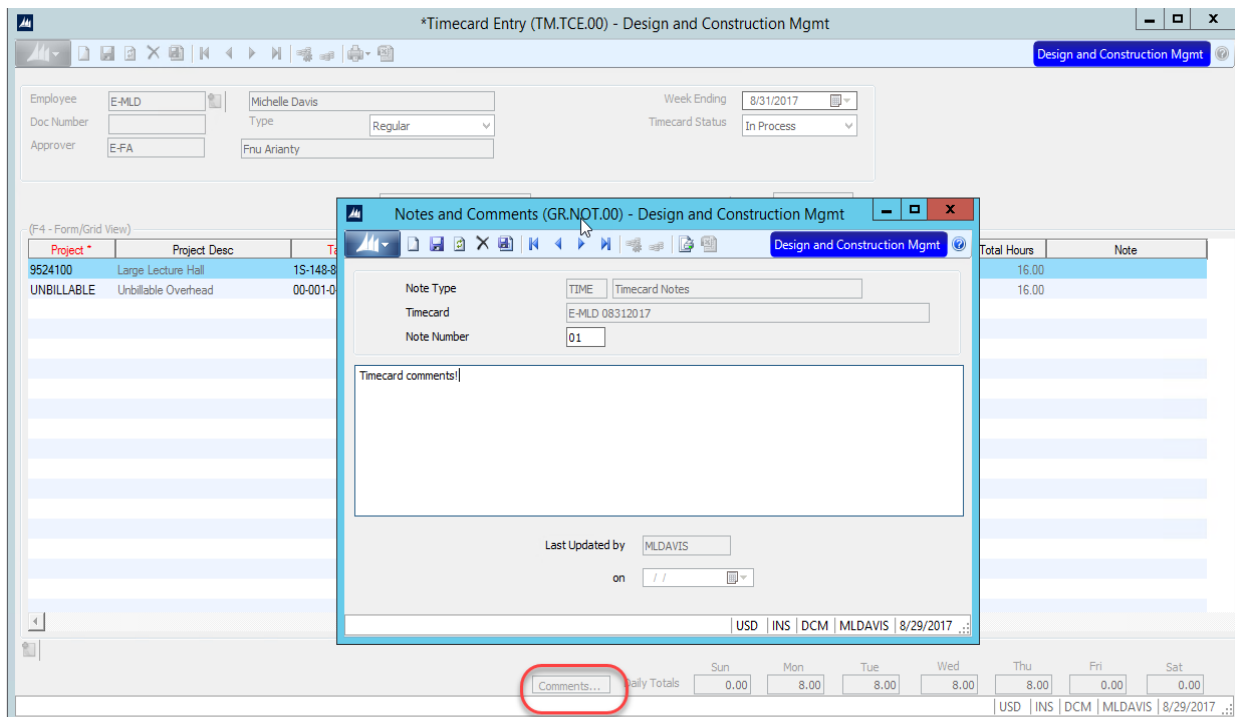 *Timecard Entry (TM.TCE.00) - Design and Construction Mgmt
Design and Construction Mgmt
Employee E-MLD Michelle Davis Week Ending 8/31/2017
Doc Number Type Regular Timecard Status In Process
Approver E-FA Fnu Arianty
(F4 - Form/Grid View)
Project * Project Desc Total Hours Note
9524100 Large Lecture Hall 1S-148-8 16.00
UNBILLABLE Unbillable Overhead 00-001-0 16.00
Notes and Comments (GR.NOT.00) - Design and Construction Mgmt
Design and Construction Mgmt
Note Type TIME Timecard Notes
Timecard E-MLD 08312017
Note Number 01
Timecard comments!
Last Updated by MLDAVIS
on / /
USD INS DCM MLDAVIS 8/29/2017
Sun Mon Tue Wed Thu Fri Sat
Comments... Daily Totals 0.00 8.00 8.00 8.00 8.00 0.00 0.00
USD INS DCM MLDAVIS 8/29/2017